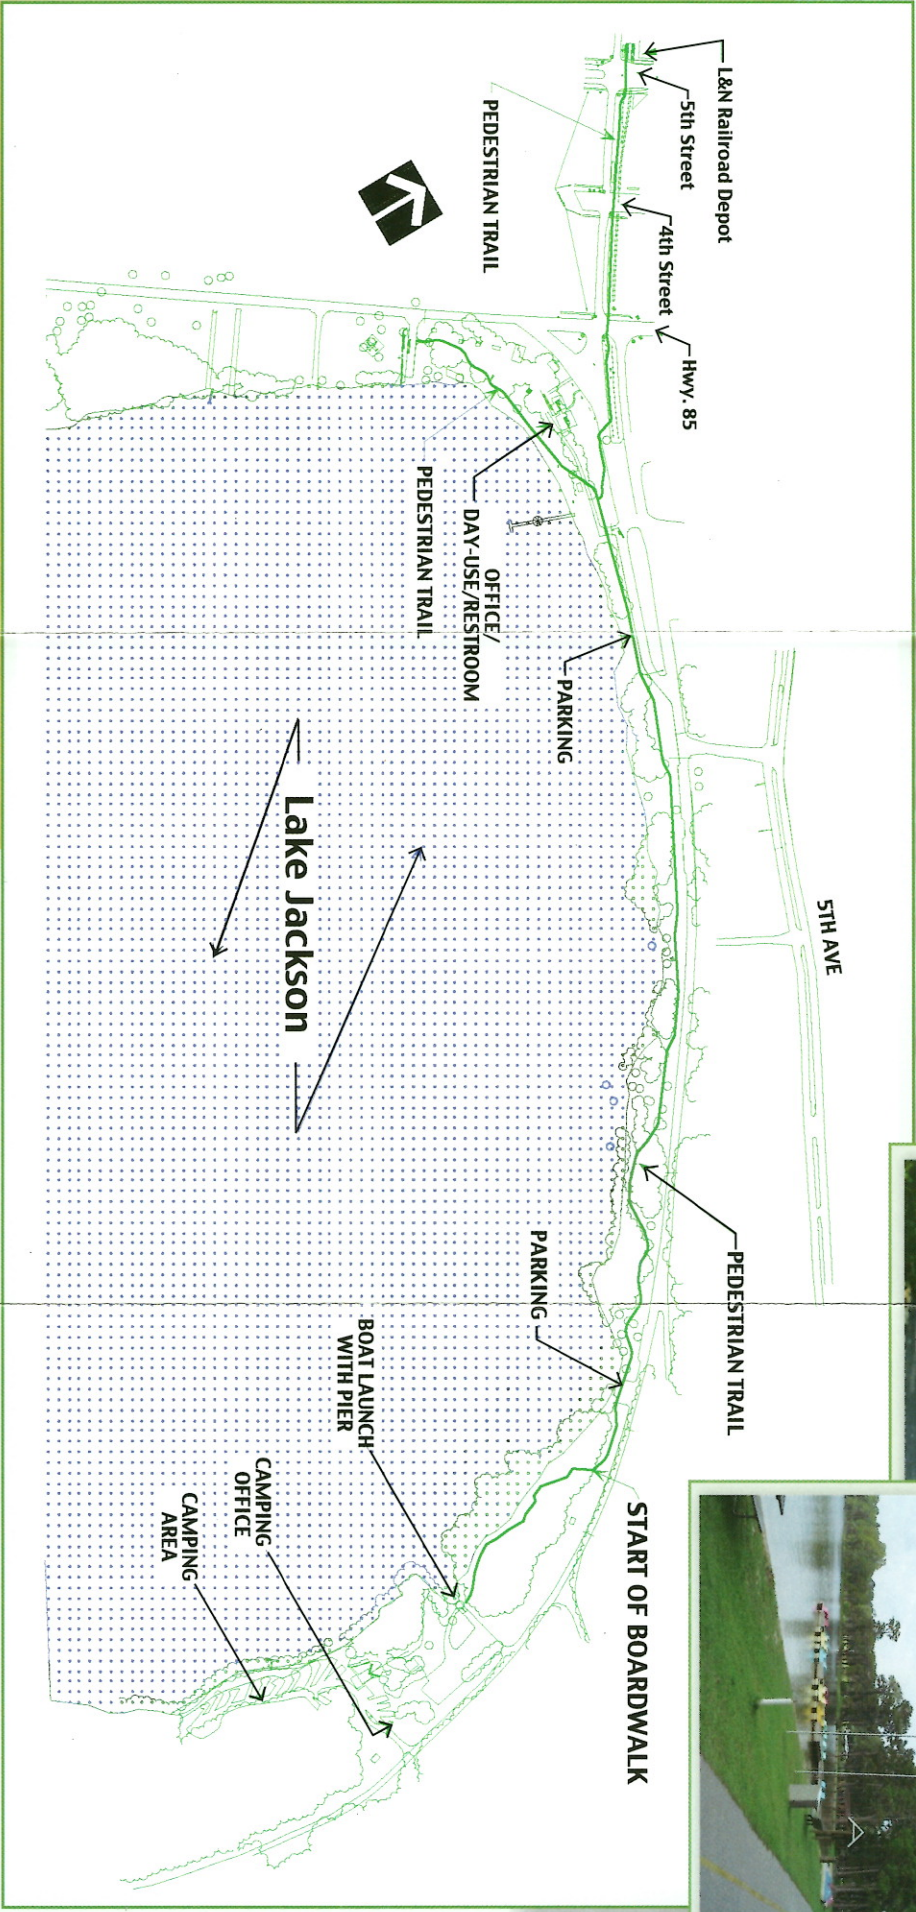 L&N Railroad Depot
5th Street
4th Street
Hwy. 85
PEDESTRIAN TRAIL
5TH AVE
PEDESTRIAN TRAIL
START OF BOARDWALK
PARKING
PARKING
OFFICE/
DAY-USE/RESTROOM
PEDESTRIAN TRAIL
BOAT LAUNCH
WITH PIER
Lake Jackson
CAMPING
OFFICE
CAMPING
AREA